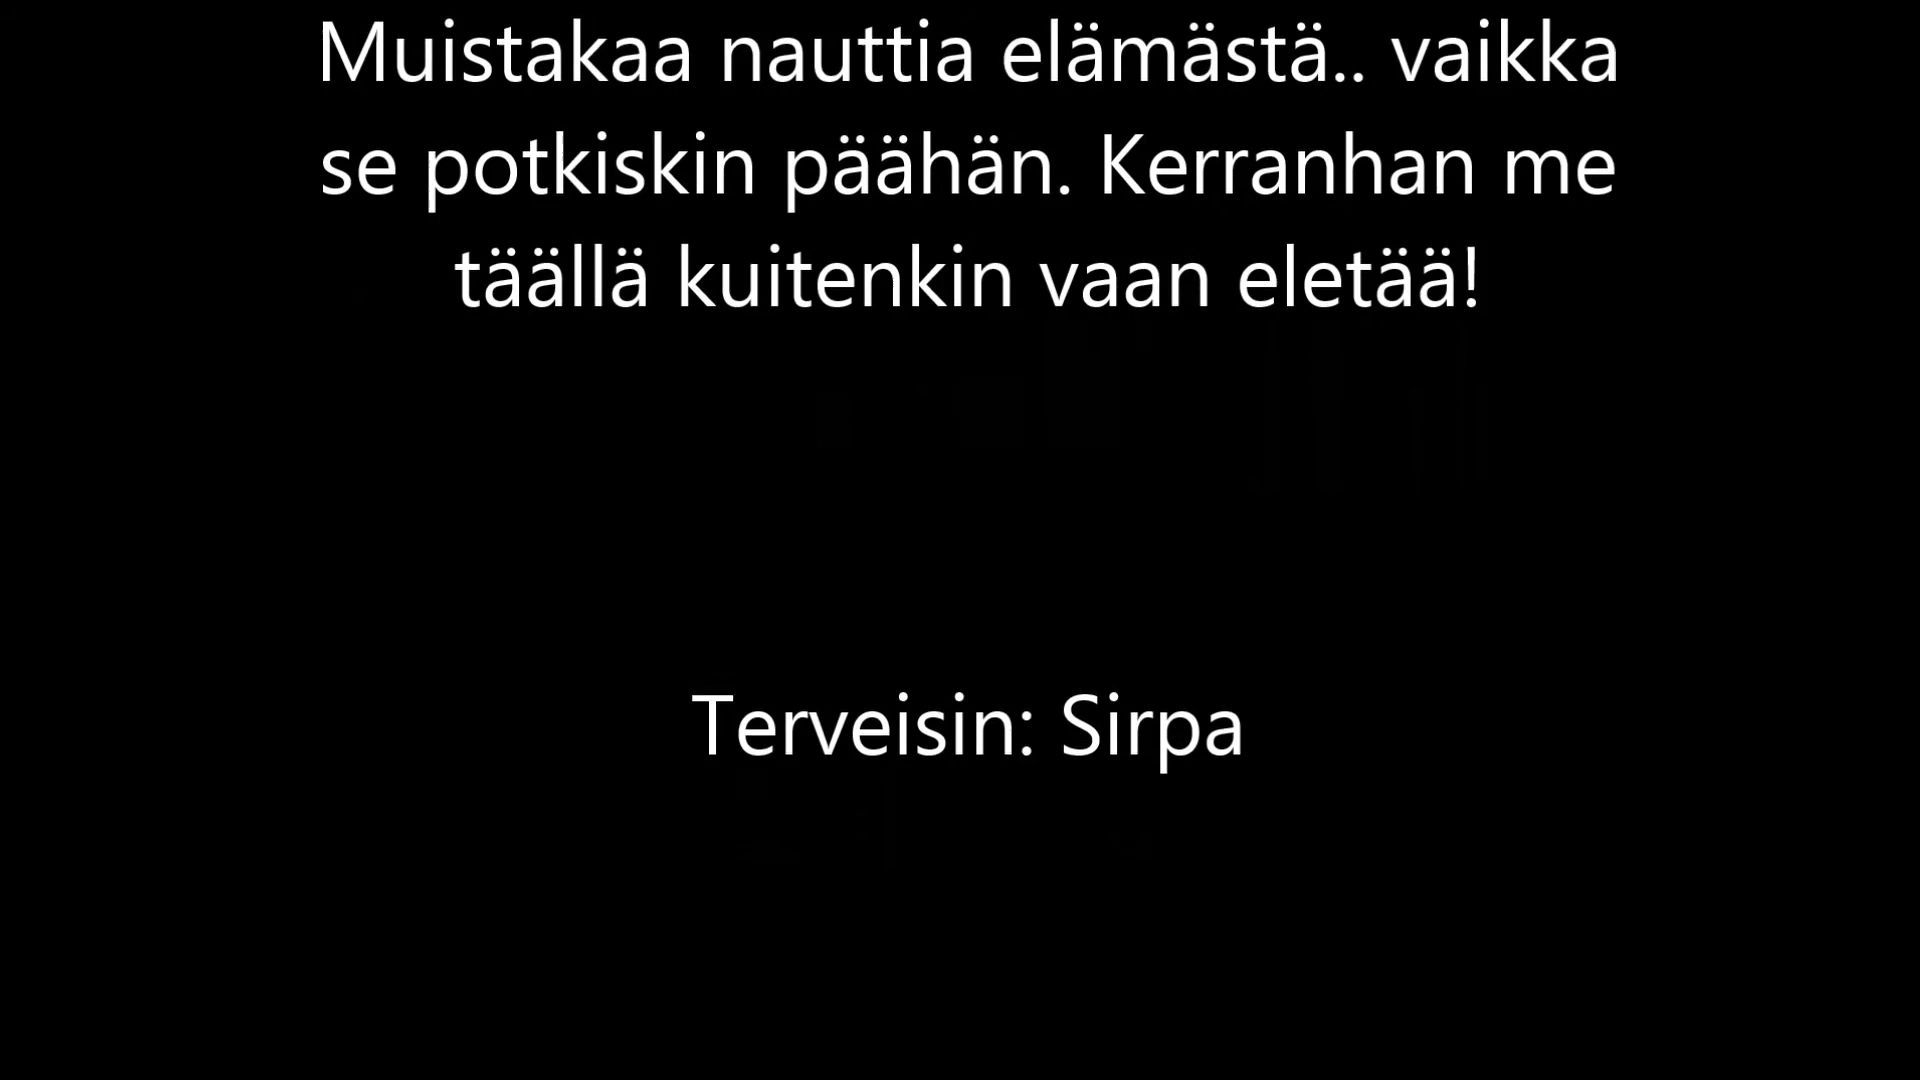 Muistakaa nauttia elämästä.. vaikka
se potkiskin päähän. Kerranhan me
täällä kuitenkin vaan eletää!
Terveisin: Sirpa